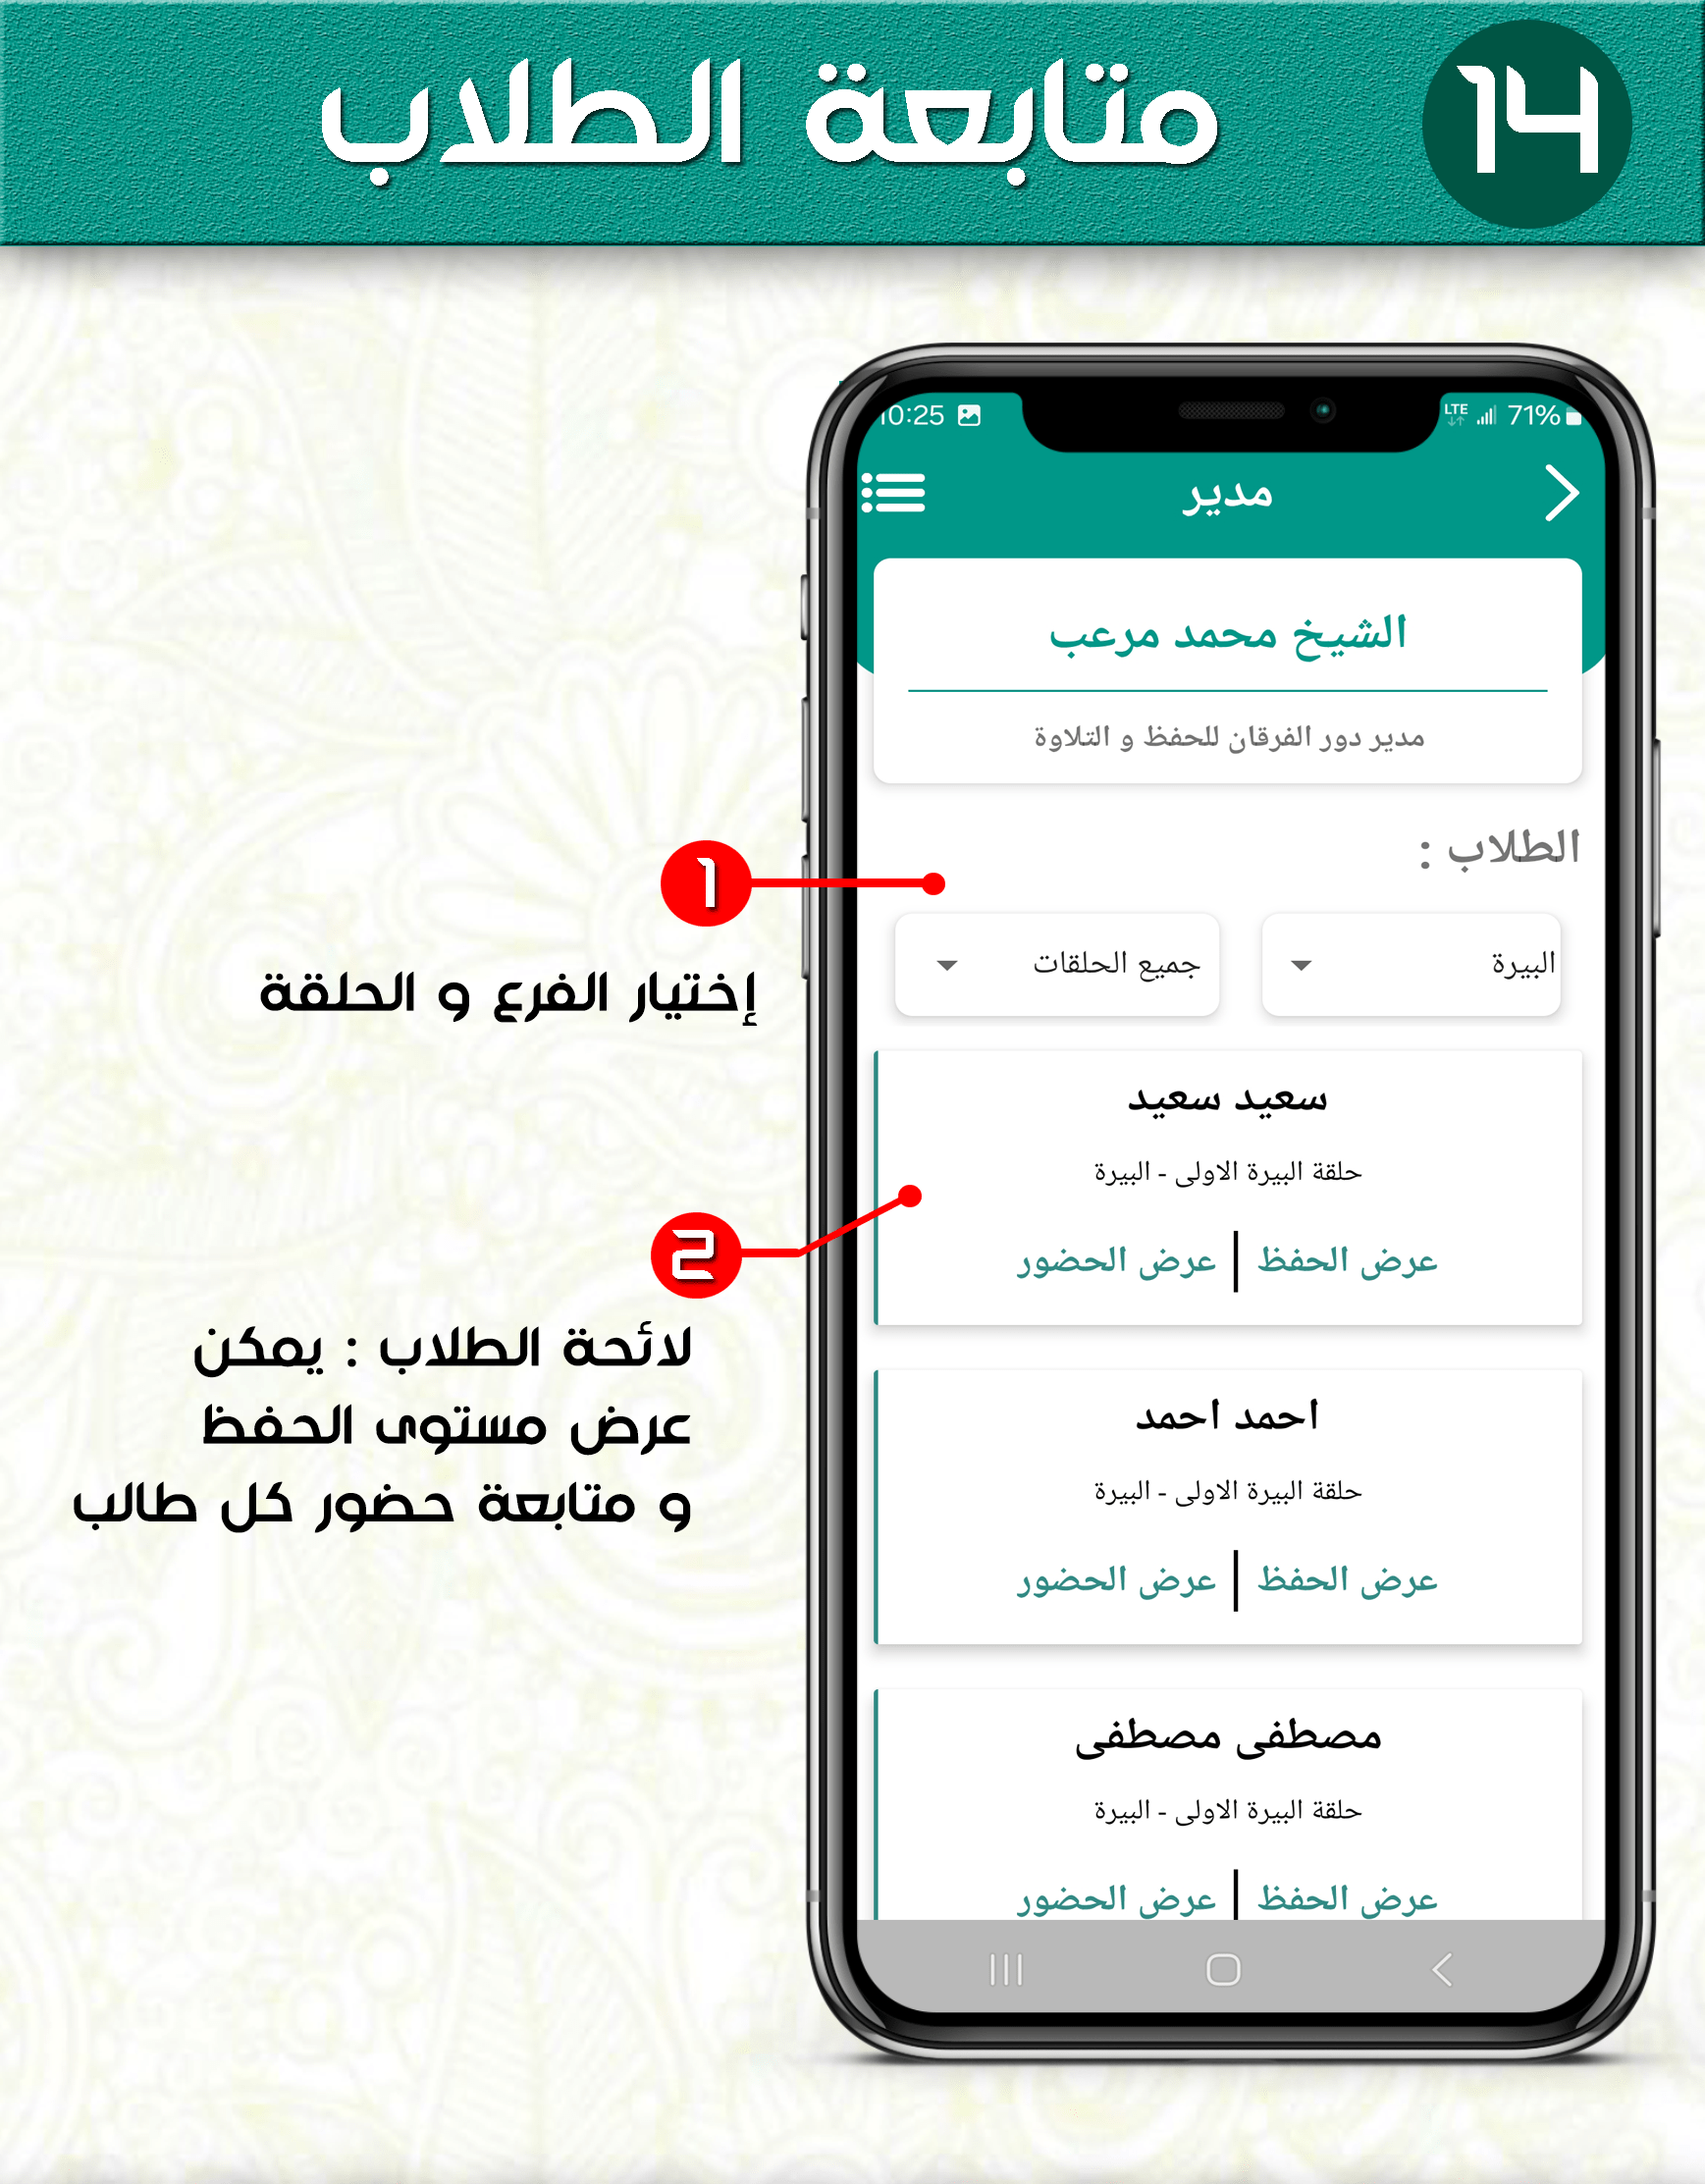 14
متابعة الطلاب
10:25
LTE 71%
مدير
الشيخ محمد مرعب
مدير دور الفرقان للحفظ و التلاوة
الطلاب :
البيرة
جميع الحلقات
سعيد سعيد
حلقة البيرة الاولى - البيرة
عرض الحفظ | عرض الحضور
احمد احمد
حلقة البيرة الاولى - البيرة
عرض الحفظ | عرض الحضور
مصطفى مصطفى
حلقة البيرة الاولى - البيرة
عرض الحفظ | عرض الحضور
1
إختيار الفرع و الحلقة
2
لائحة الطلاب : يمكن
عرض مستوى الحفظ
و متابعة حضور كل طالب